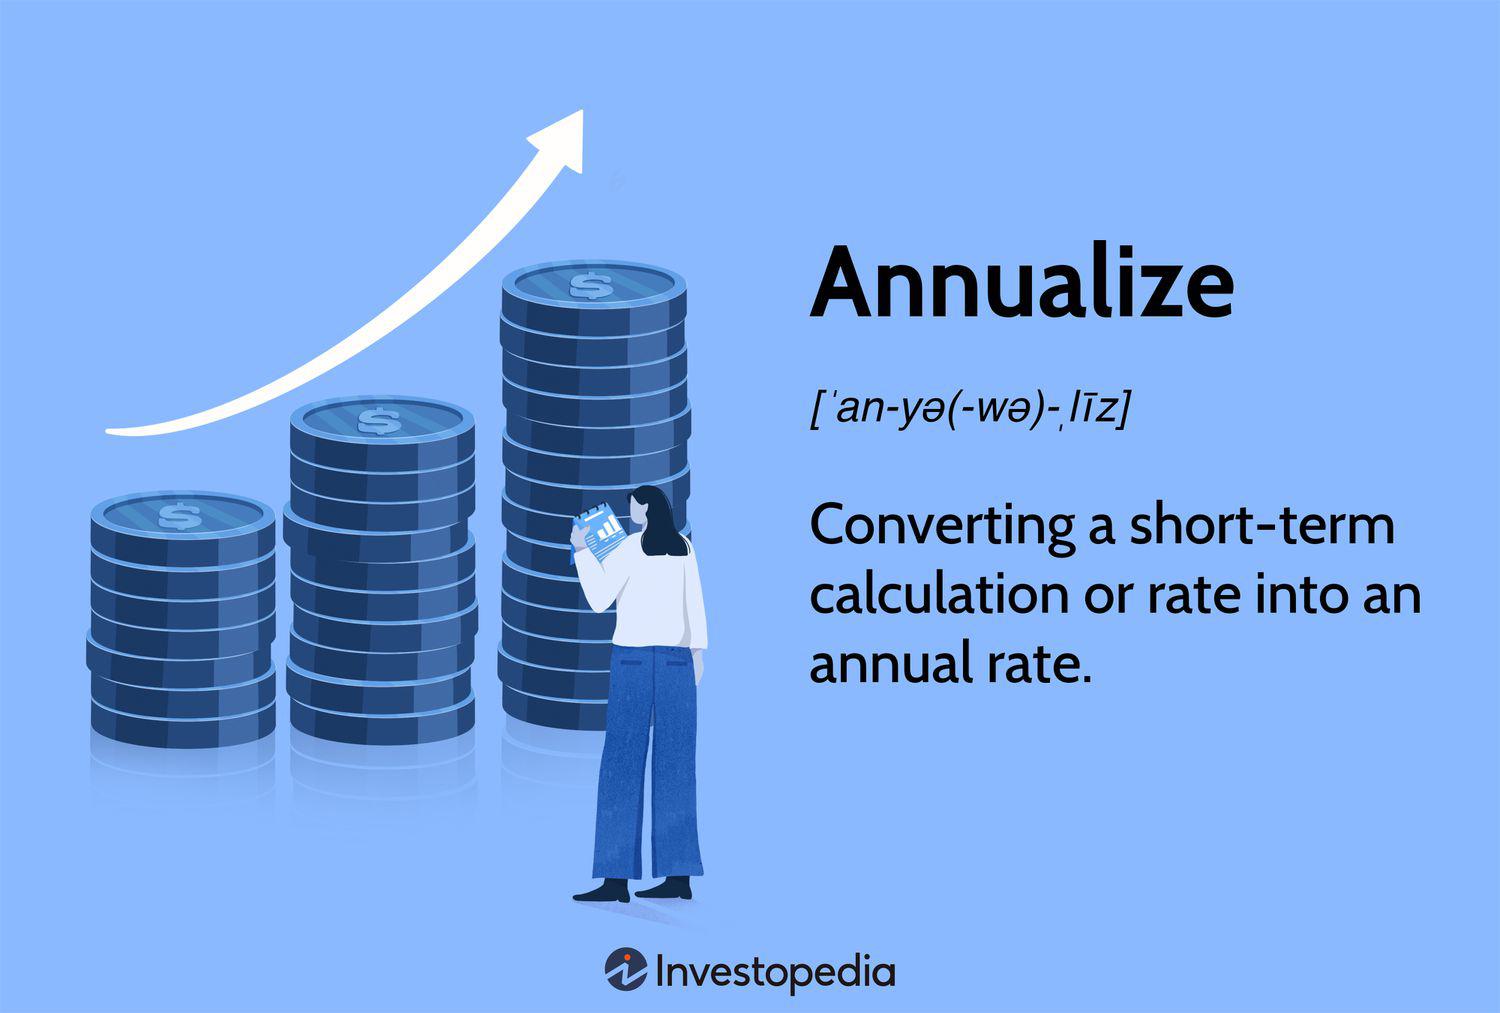 Annualize
[ˈan-yə(-wə)-ˌlīz]
Converting a short-term
calculation or rate into an
annual rate.
$
$
$
Investopedia